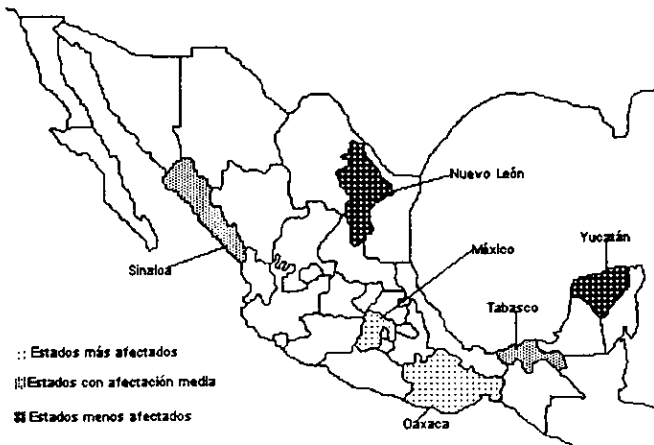 Nuevo León
México
Yucatán
Sinaloa
Tabasco
Estados más afectados
Estados con afectación media
Estados menos afectados
Oaxaca